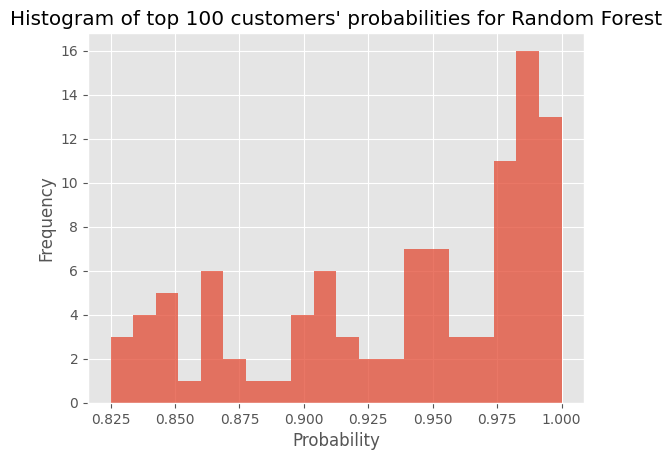 Histogram of top 100 customers' probabilities for Random Forest
16
14
12
10
8
6
4
2
0
Frequency
0.825 0.850 0.875 0.900 0.925 0.950 0.975 1.000
Probability